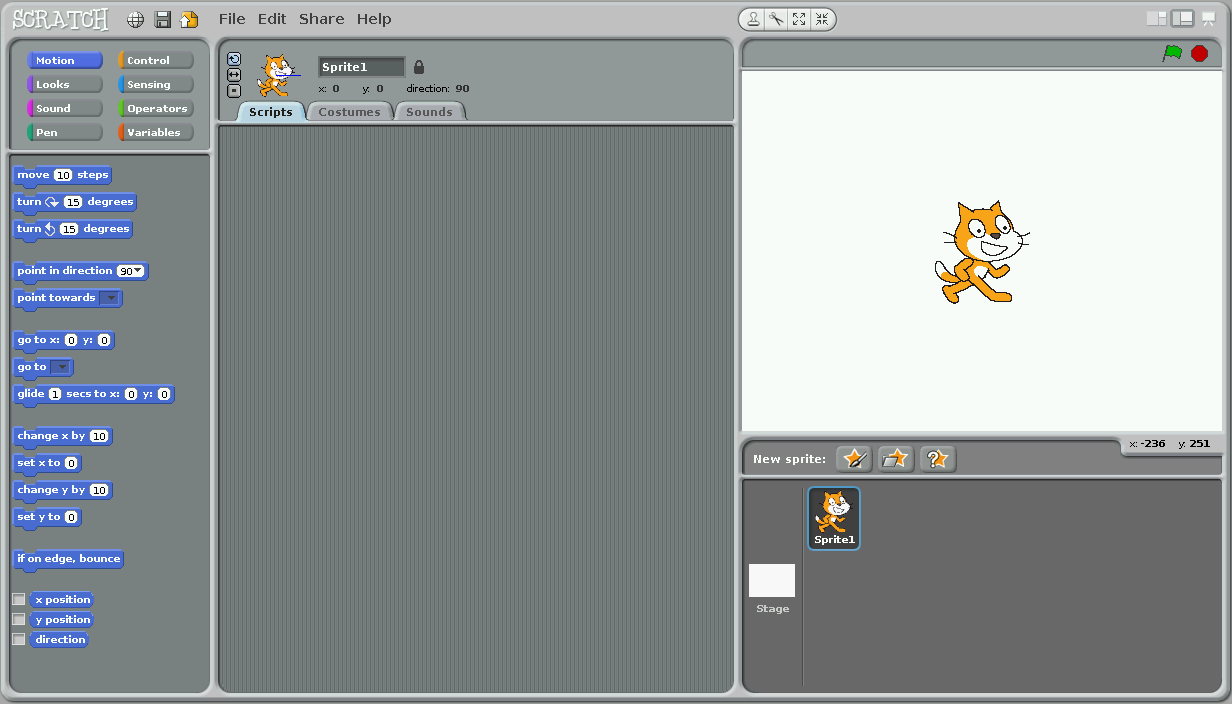 SCRATCH File Edit Share Help
Motion Control
Looks Sensing
Sound Operators
Pen Variables
move 10 steps
turn 15 degrees
turn 15 degrees
point in direction 90
point towards
go to x: 0 y: 0
go to
glide 1 secs to x: 0 y: 0
change x by 10
set x to 0
change y by 10
set y to 0
if on edge, bounce
x position
y position
direction
Sprite1
x: 0 y: 0 direction: 90
Scripts Costumes Sounds
x: -236 y: 251
New sprite:
Sprite1
Stage